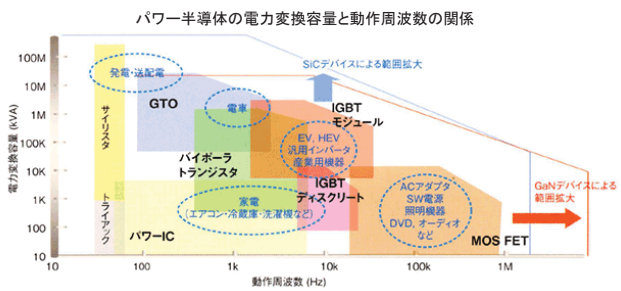 パワー半導体の電力変換容量と動作周波数の関係
電力変換容量 (kVA)
100M
10M
1M
100K
10K
1K
100
10
サイリスタ
トライアック
発電・送配電
GTO
電車
SiCデバイスによる範囲拡大
IGBT
モジュール
バイポーラ
トランジスタ
EV, HEV
汎用インバータ
産業用機器
IGBT
ディスクリート
家電
(エアコン・冷蔵庫・洗濯機など)
パワーIC
ACアダプタ
SW電源
照明機器
DVD, オーディオ
など
MOS FET
GaNデバイスによる
範囲拡大
10
100
1k
10k
100k
1M
動作周波数 (Hz)